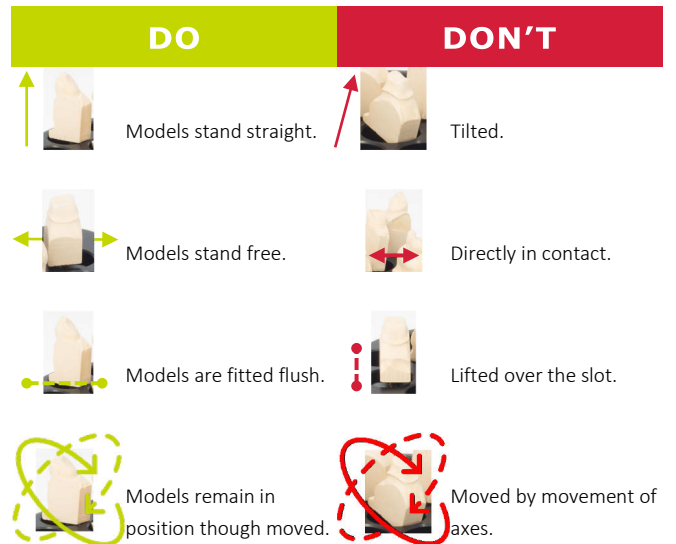 DO
DON'T
Models stand straight.
Tilted.
Models stand free.
Directly in contact.
Models are fitted flush.
Lifted over the slot.
Models remain in
position though moved.
Moved by movement of
axes.